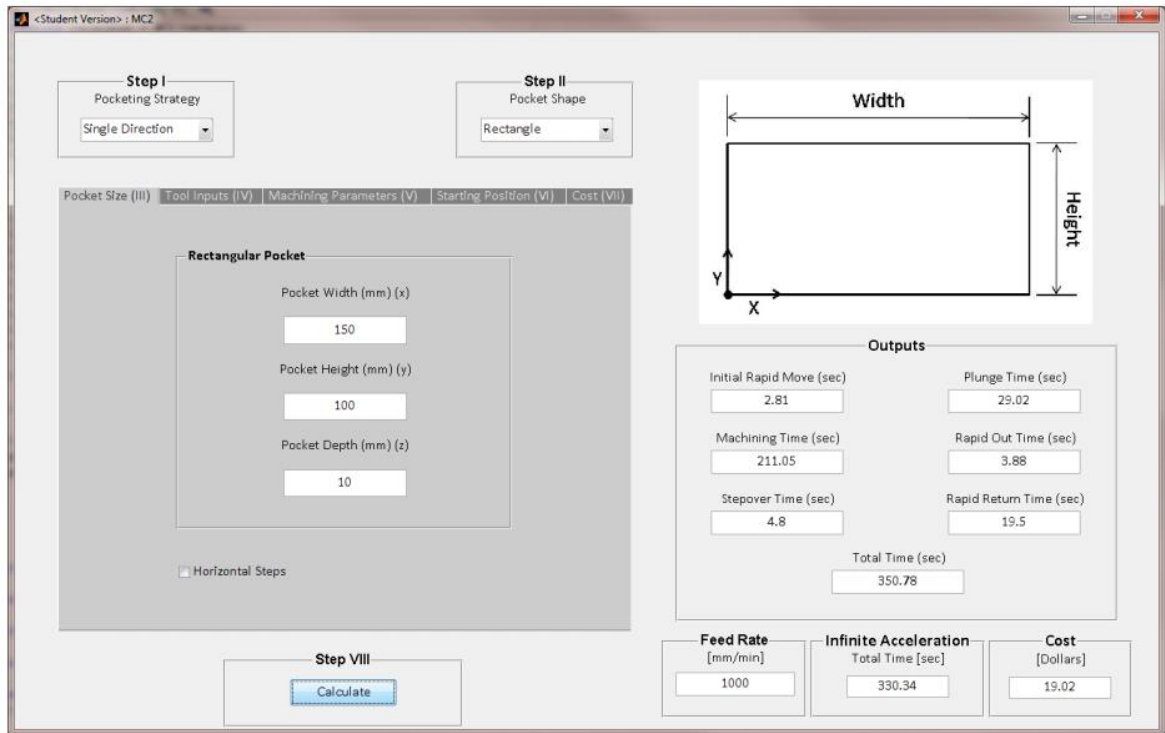 <Student Version> : MC2
Step I
Pocketing Strategy
Single Direction
Step II
Pocket Shape
Rectangle
Pocket Size (III) Tool Inputs (IV) Machining Parameters (V) Starting Position (VI) Cost (VII)
Rectangular Pocket
Pocket Width (mm) (x)
150
Pocket Height (mm) (y)
100
Pocket Depth (mm) (z)
10
Horizontal Steps
Step VIII
Calculate
Width
Height
Y
X
Outputs
Initial Rapid Move (sec)
2.81
Plunge Time (sec)
29.02
Machining Time (sec)
211.05
Rapid Out Time (sec)
3.88
Stepover Time (sec)
4.8
Rapid Return Time (sec)
19.5
Total Time (sec)
350.78
Feed Rate
[mm/min]
1000
Infinite Acceleration
Total Time [sec]
330.34
Cost
[Dollars]
19.02